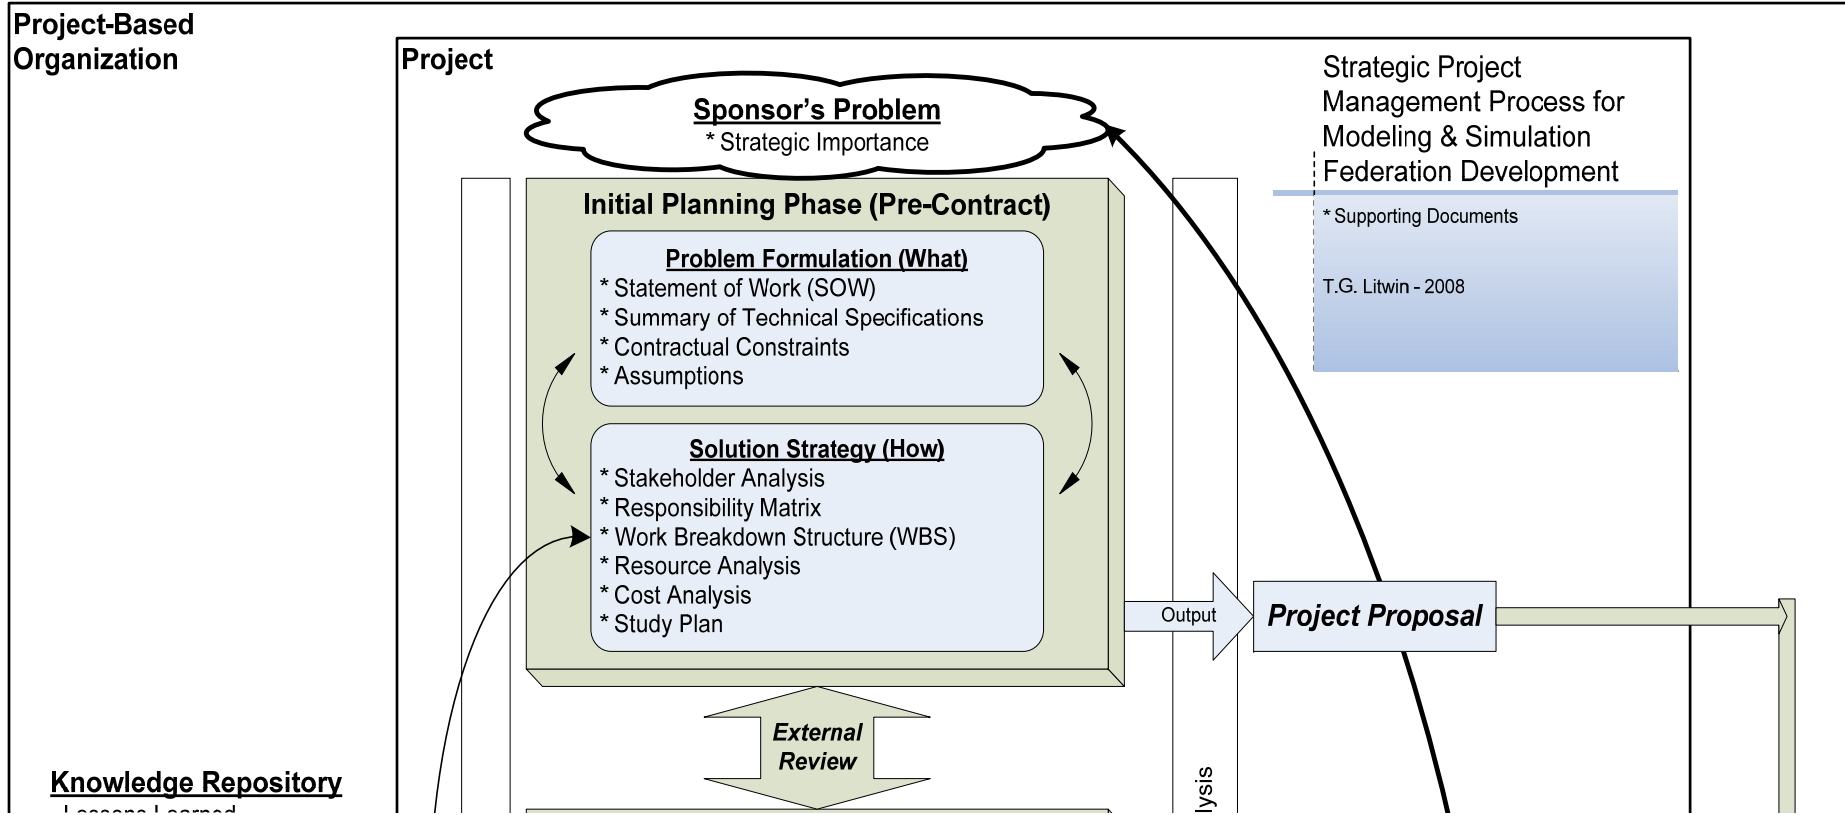 Project-Based
Organization
Project
Sponsor's Problem
* Strategic Importance
Strategic Project
Management Process for
Modeling & Simulation
Federation Development
* Supporting Documents
T.G. Litwin - 2008
Initial Planning Phase (Pre-Contract)
Problem Formulation (What)
* Statement of Work (SOW)
* Summary of Technical Specifications
* Contractual Constraints
* Assumptions
Solution Strategy (How)
* Stakeholder Analysis
* Responsibility Matrix
* Work Breakdown Structure (WBS)
* Resource Analysis
* Cost Analysis
* Study Plan
Output
Project Proposal
External
Review
Knowledge Repository
Lessons Learned
lysis